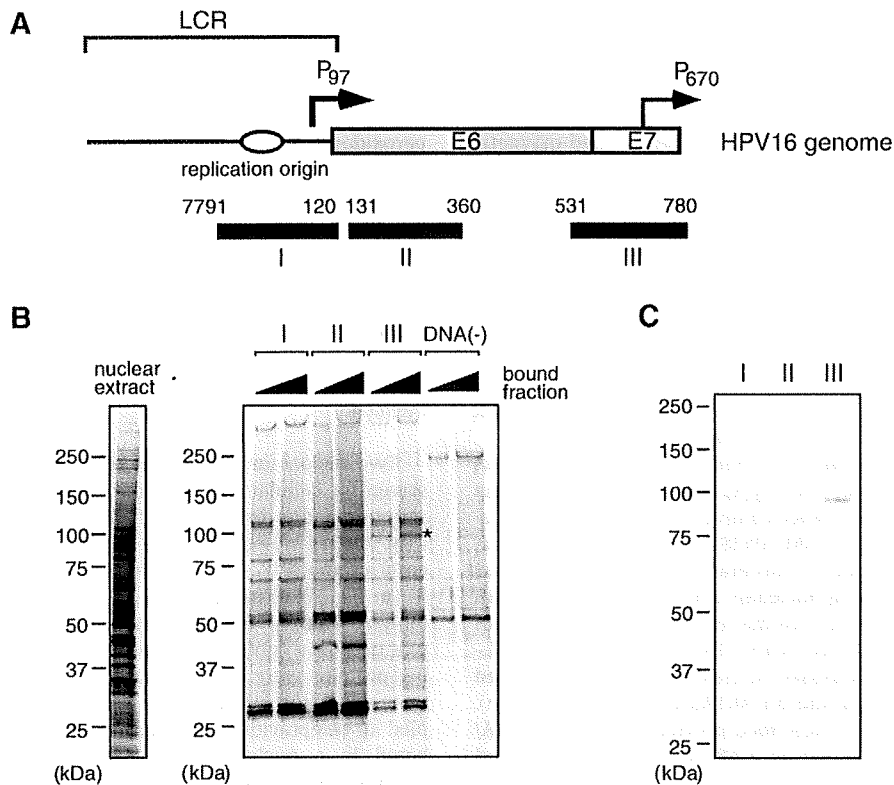 A
LCR
P97
P670
E6
E7
HPV16 genome
replication origin
7791 120 131 360 531 780
I II III
B
nuclear extract
I II III DNA(-)
bound fraction
250
150
100
75
50
37
25
(kDa)
250
150
100
75
50
37
25
(kDa)
*
C
I II III
250
150
100
75
50
37
25
(kDa)